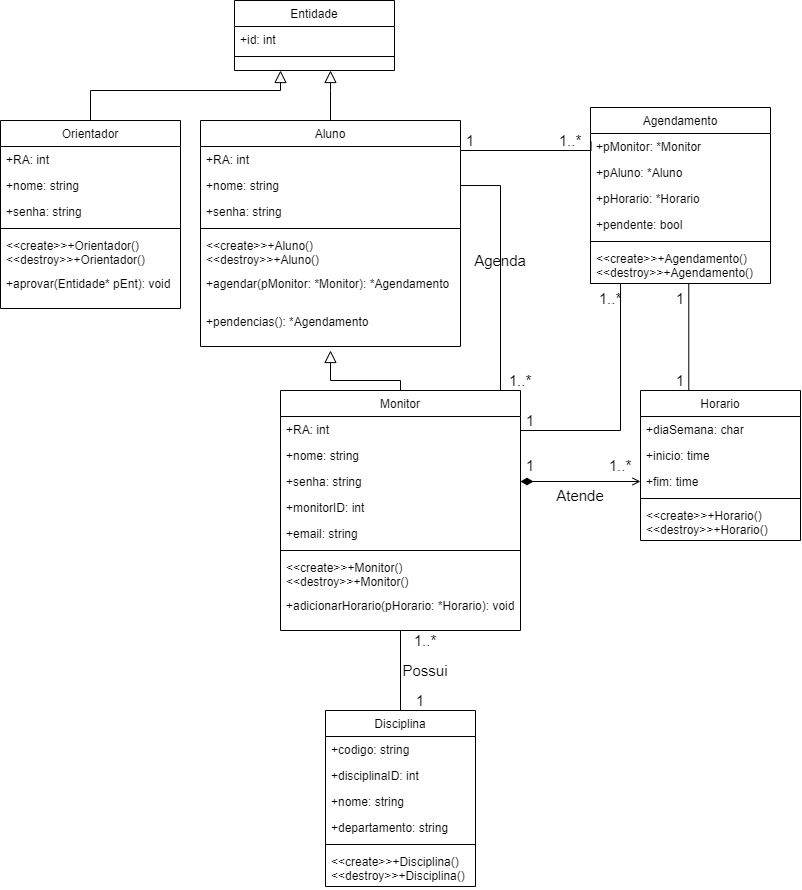 Entidade
+id: int
Orientador
+RA: int
+nome: string
+senha: string
<<create>>+Orientador()
<<destroy>>+Orientador()
+aprovar(Entidade* pEnt): void
Aluno
+RA: int
+nome: string
+senha: string
<<create>>+Aluno()
<<destroy>>+Aluno()
+agendar(pMonitor: *Monitor): *Agendamento
+pendencias(): *Agendamento
1
1..*
Agendamento
+pMonitor: *Monitor
+pAluno: *Aluno
+pHorario: *Horario
+pendente: bool
<<create>>+Agendamento()
<<destroy>>+Agendamento()
Agenda
1..*
1..*
1
1
1
Monitor
+RA: int
+nome: string
+senha: string
+monitorID: int
+email: string
<<create>>+Monitor()
<<destroy>>+Monitor()
+adicionarHorario(pHorario: *Horario): void
1
1..*
Atende
Horario
+diaSemana: char
+inicio: time
+fim: time
<<create>>+Horario()
<<destroy>>+Horario()
1..*
Possui
1
Disciplina
+codigo: string
+disciplinaID: int
+nome: string
+departamento: string
<<create>>+Disciplina()
<<destroy>>+Disciplina()